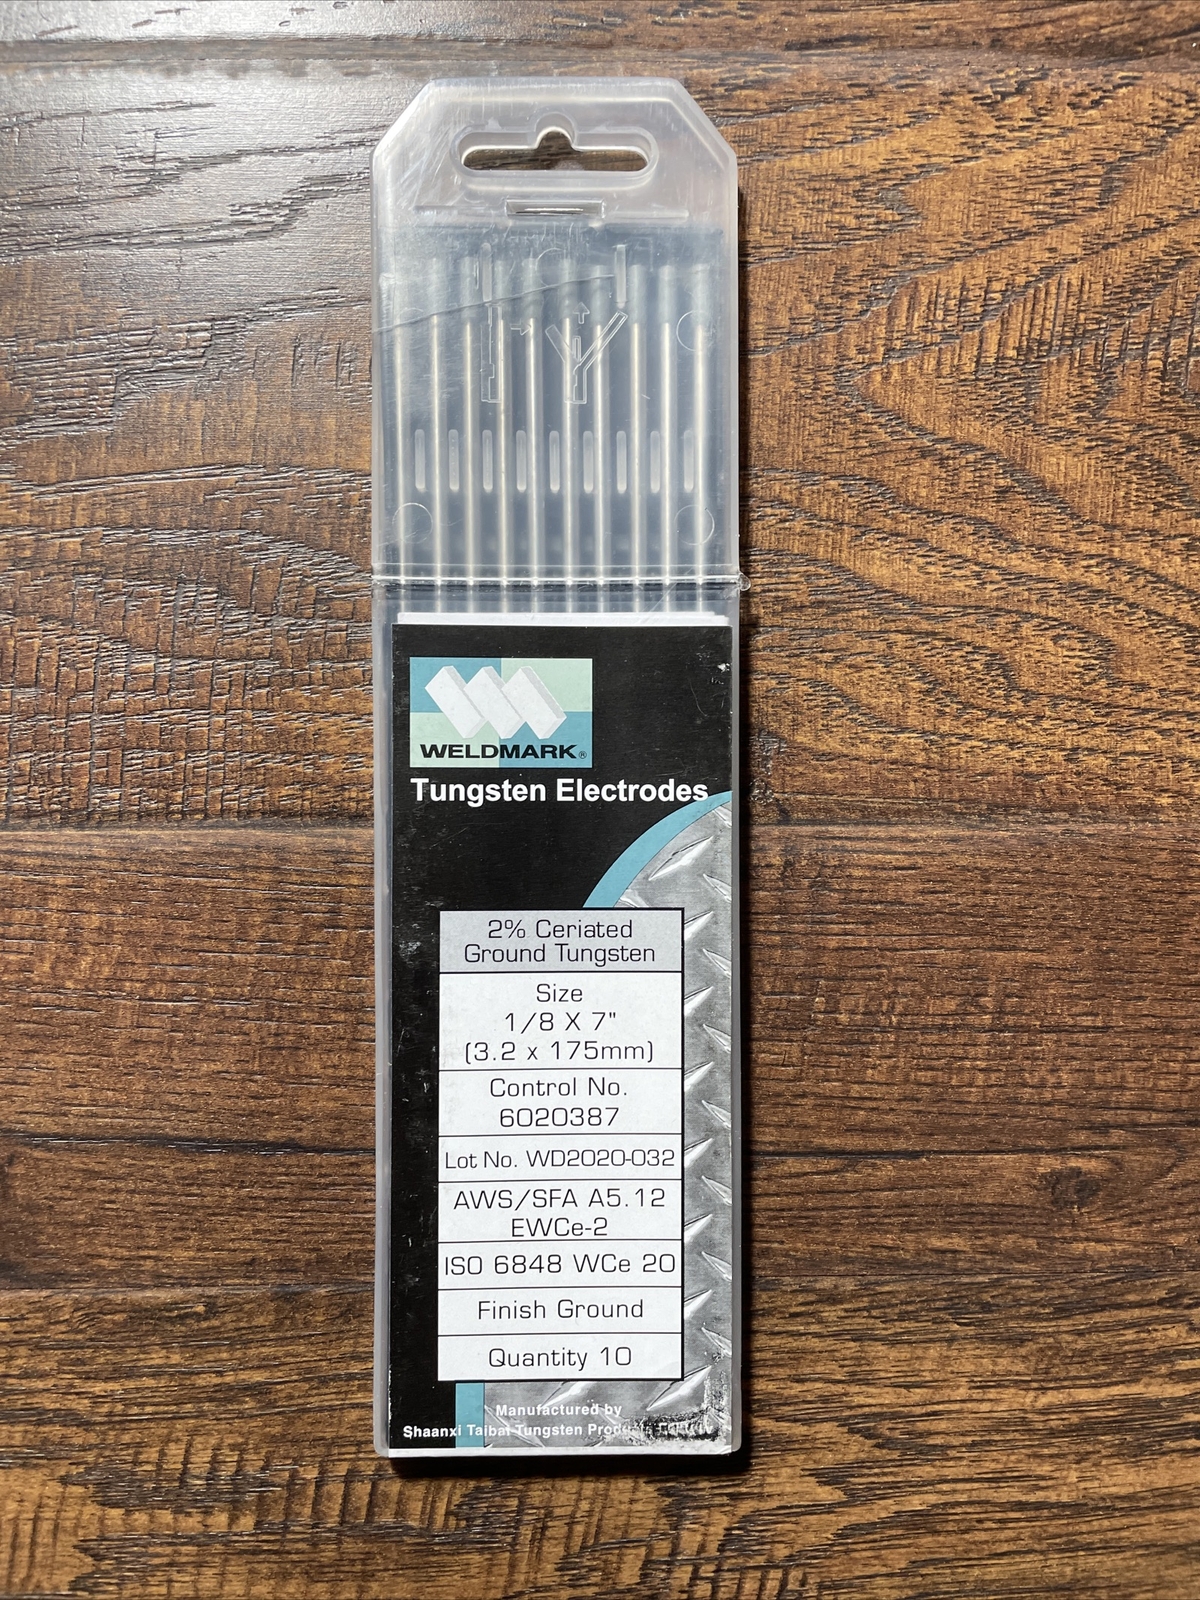 WELDMARK®
Tungsten Electrodes
2% Ceriated
Ground Tungsten
Size
1/8 X 7"
(3.2 x 175mm)
Control No.
6020387
Lot No. WD2020-032
AWS/SFA A5.12
EWCe-2
ISO 6848 WCe 20
Finish Ground
Quantity 10
Manufactured by
Shaanxi Taibai Tungsten